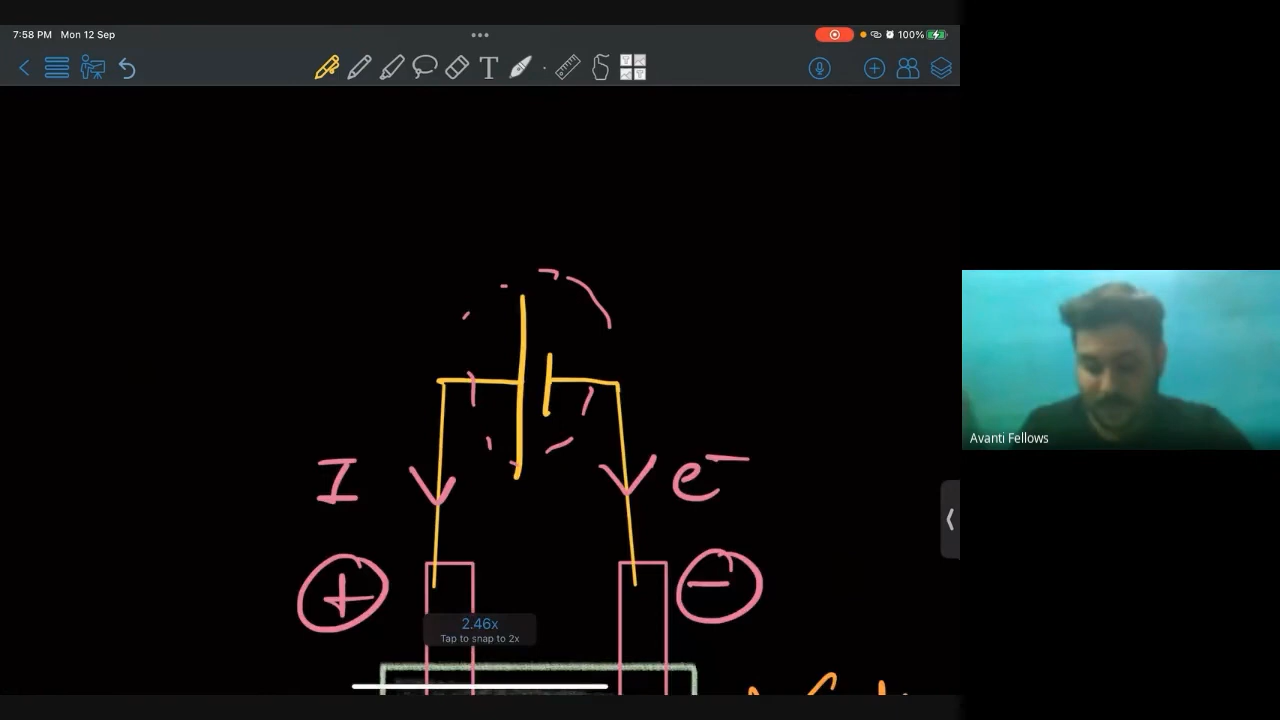 7:58 PM Mon 12 Sep
100%
T
Avanti Fellows
I
e⁻
+
−
2.46x
Tap to snap to 2x